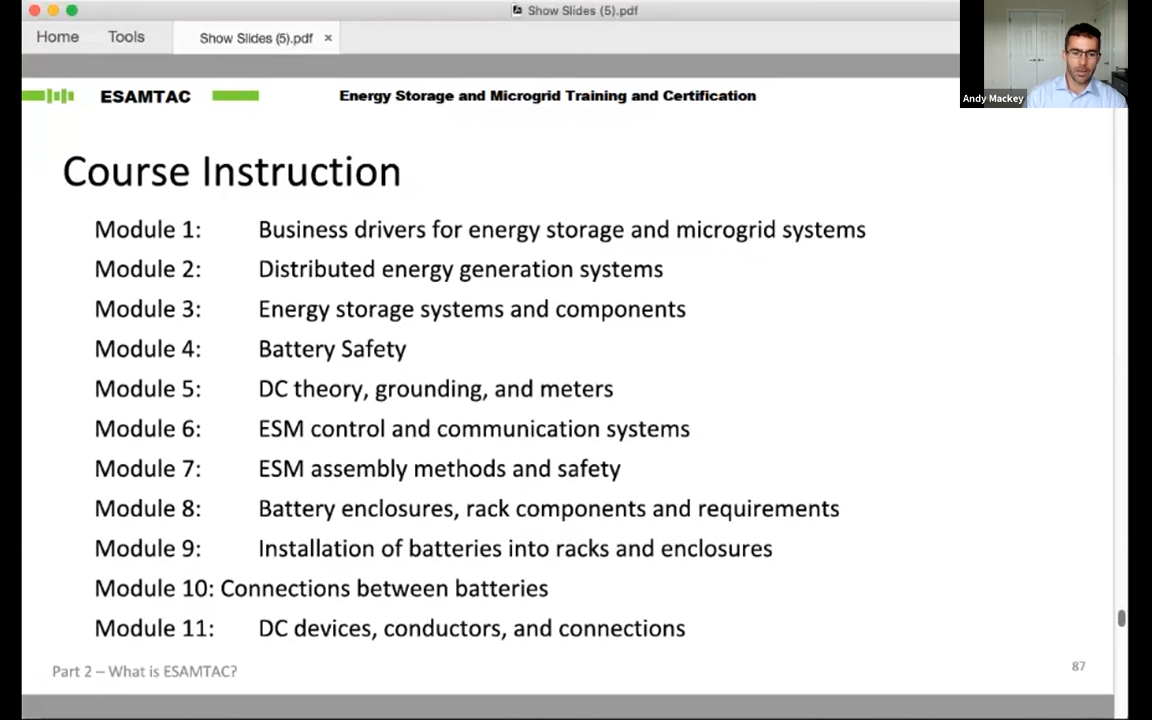 Show Slides (5).pdf
Home Tools Show Slides (5).pdf ×
Andy Mackey
ESAMTAC Energy Storage and Microgrid Training and Certification
Course Instruction
Module 1: Business drivers for energy storage and microgrid systems
Module 2: Distributed energy generation systems
Module 3: Energy storage systems and components
Module 4: Battery Safety
Module 5: DC theory, grounding, and meters
Module 6: ESM control and communication systems
Module 7: ESM assembly methods and safety
Module 8: Battery enclosures, rack components and requirements
Module 9: Installation of batteries into racks and enclosures
Module 10: Connections between batteries
Module 11: DC devices, conductors, and connections
Part 2 – What is ESAMTAC? 87